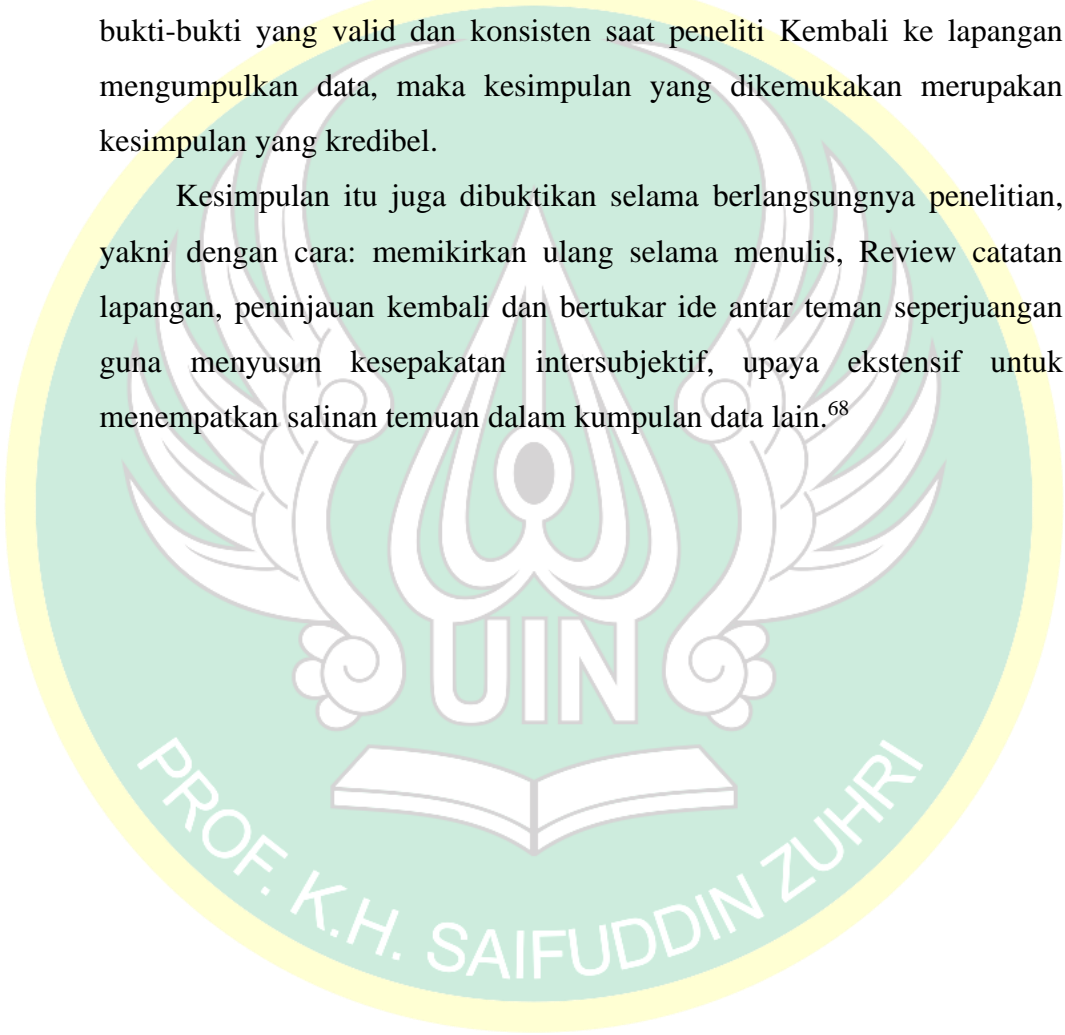 bukti-bukti yang valid dan konsisten saat peneliti Kembali ke lapangan
mengumpulkan data, maka kesimpulan yang dikemukakan merupakan
kesimpulan yang kredibel.
Kesimpulan itu juga dibuktikan selama berlangsungnya penelitian,
yakni dengan cara: memikirkan ulang selama menulis, Review catatan
lapangan, peninjauan kembali dan bertukar ide antar teman seperjuangan
guna menyusun kesepakatan intersubjektif, upaya ekstensif untuk
menempatkan salinan temuan dalam kumpulan data lain.68
UIN
PROF. K.H. SAIFUDDIN ZUHRI